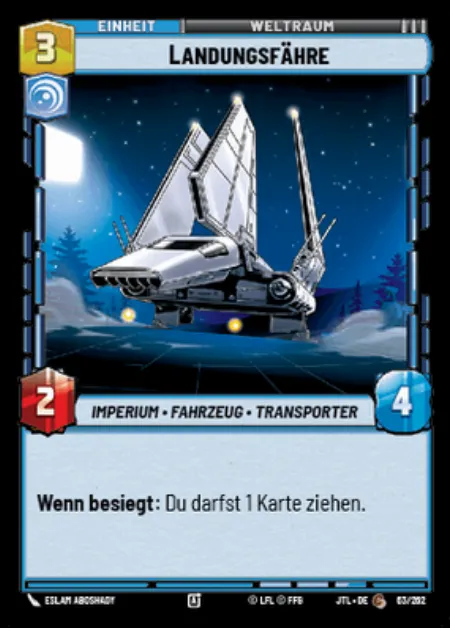 EINHEIT
WELTRAUM
3
LANDUNGSFÄHRE
2
IMPERIUM • FAHRZEUG • TRANSPORTER
4
Wenn besiegt: Du darfst 1 Karte ziehen.
ESLAM ABOSHADY
© LFL © FFG
JTL • DE
63/262